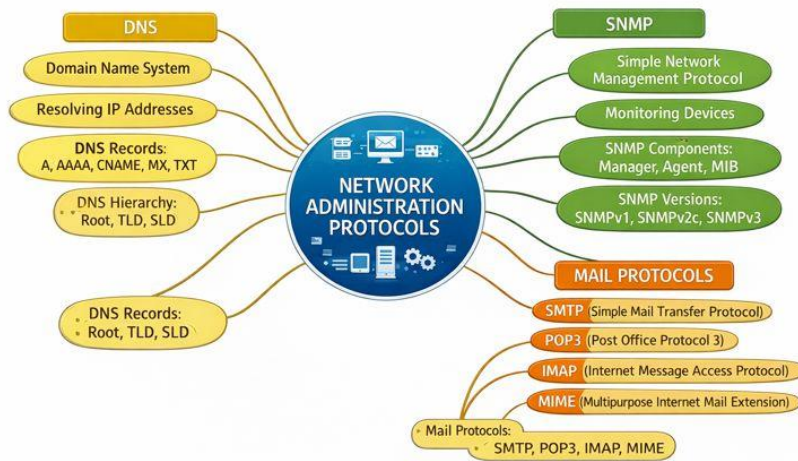 DNS
Domain Name System
Resolving IP Addresses
DNS Records:
A, AAAA, CNAME, MX, TXT
DNS Hierarchy:
Root, TLD, SLD
DNS Records:
Root, TLD, SLD
NETWORK
ADMINISTRATION
PROTOCOLS
SNMP
Simple Network
Management Protocol
Monitoring Devices
SNMP Components:
Manager, Agent, MIB
SNMP Versions:
SNMPv1, SNMPv2c, SNMPv3
MAIL PROTOCOLS
SMTP (Simple Mail Transfer Protocol)
POP3 (Post Office Protocol 3)
IMAP (Internet Message Access Protocol)
MIME (Multipurpose Internet Mail Extension)
Mail Protocols:
SMTP, POP3, IMAP, MIME